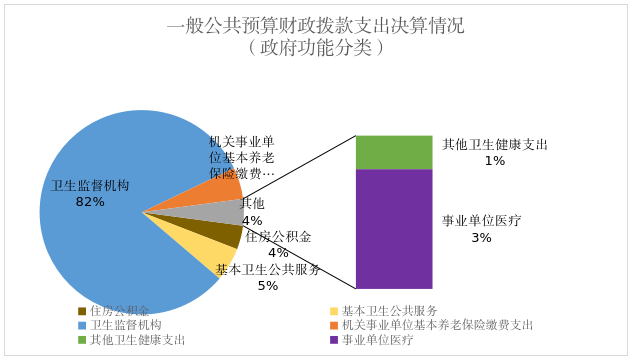 一般公共预算财政拨款支出决算情况
（政府功能分类）
机关事业单
位基本养老
保险缴费…
卫生监督机构
82%
其他
4%
住房公积金
4%
基本卫生公共服务
5%
其他卫生健康支出
1%
事业单位医疗
3%
住房公积金
基本卫生公共服务
卫生监督机构
机关事业单位基本养老保险缴费支出
其他卫生健康支出
事业单位医疗